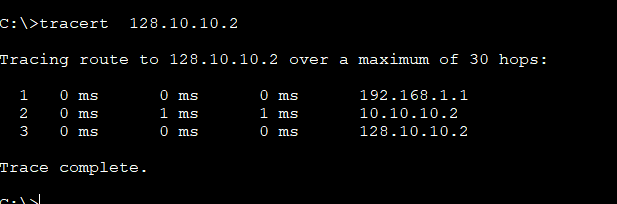 C:\>tracert  128.10.10.2
Tracing route to 128.10.10.2 over a maximum of 30 hops:
  1   0 ms      0 ms      0 ms      192.168.1.1
  2   0 ms      1 ms      1 ms      10.10.10.2
  3   0 ms      0 ms      0 ms      128.10.10.2
Trace complete.
C:\>